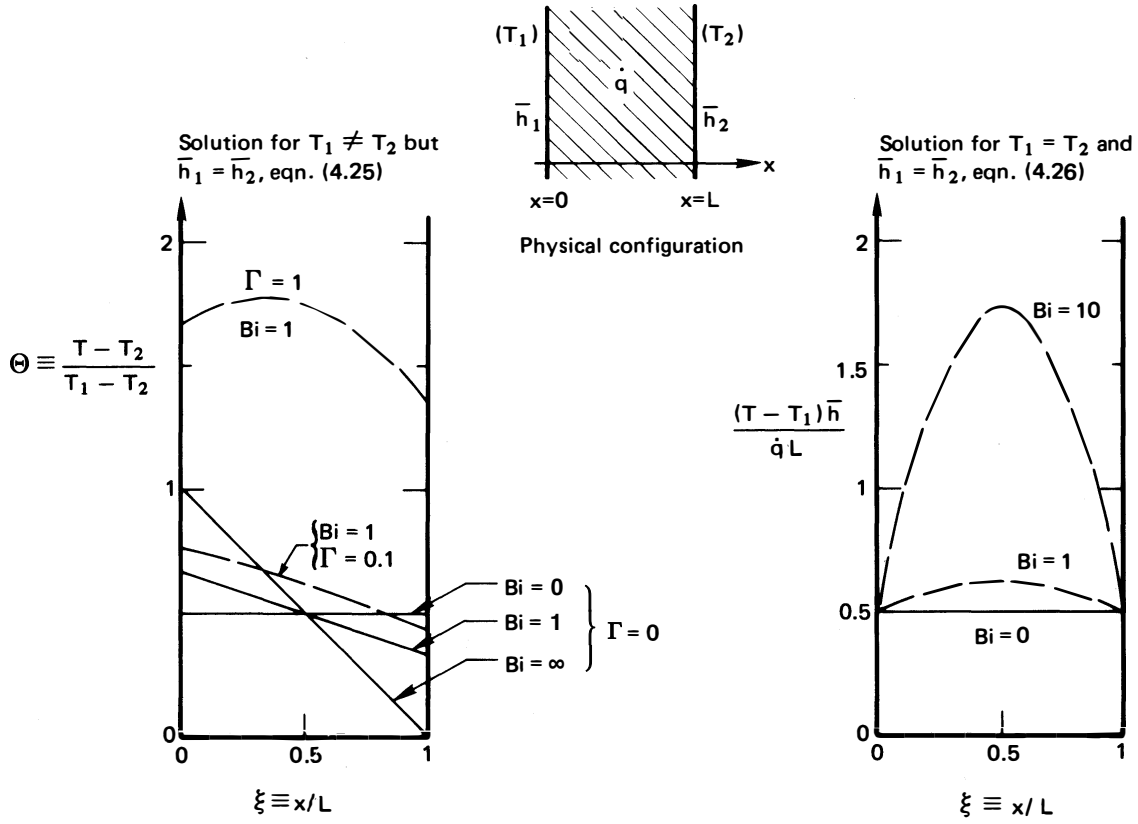 (T₁)
(T₂)
q̇
h̄₁
h̄₂
x
x=0
x=L
Physical configuration
Solution for T₁ ≠ T₂ but
h̄₁ = h̄₂, eqn. (4.25)
2
Γ = 1
Bi = 1
Θ ≡ (T − T₂) / (T₁ − T₂)
1
{Bi = 1
{Γ = 0.1
Bi = 0
Bi = 1 } Γ = 0
Bi = ∞
0
0 0.5 1
ξ ≡ x/L
Solution for T₁ = T₂ and
h̄₁ = h̄₂, eqn. (4.26)
2
Bi = 10
1.5
(T − T₁) h̄ / q̇ L
1
Bi = 1
0.5
Bi = 0
0
0 0.5 1
ξ ≡ x/L